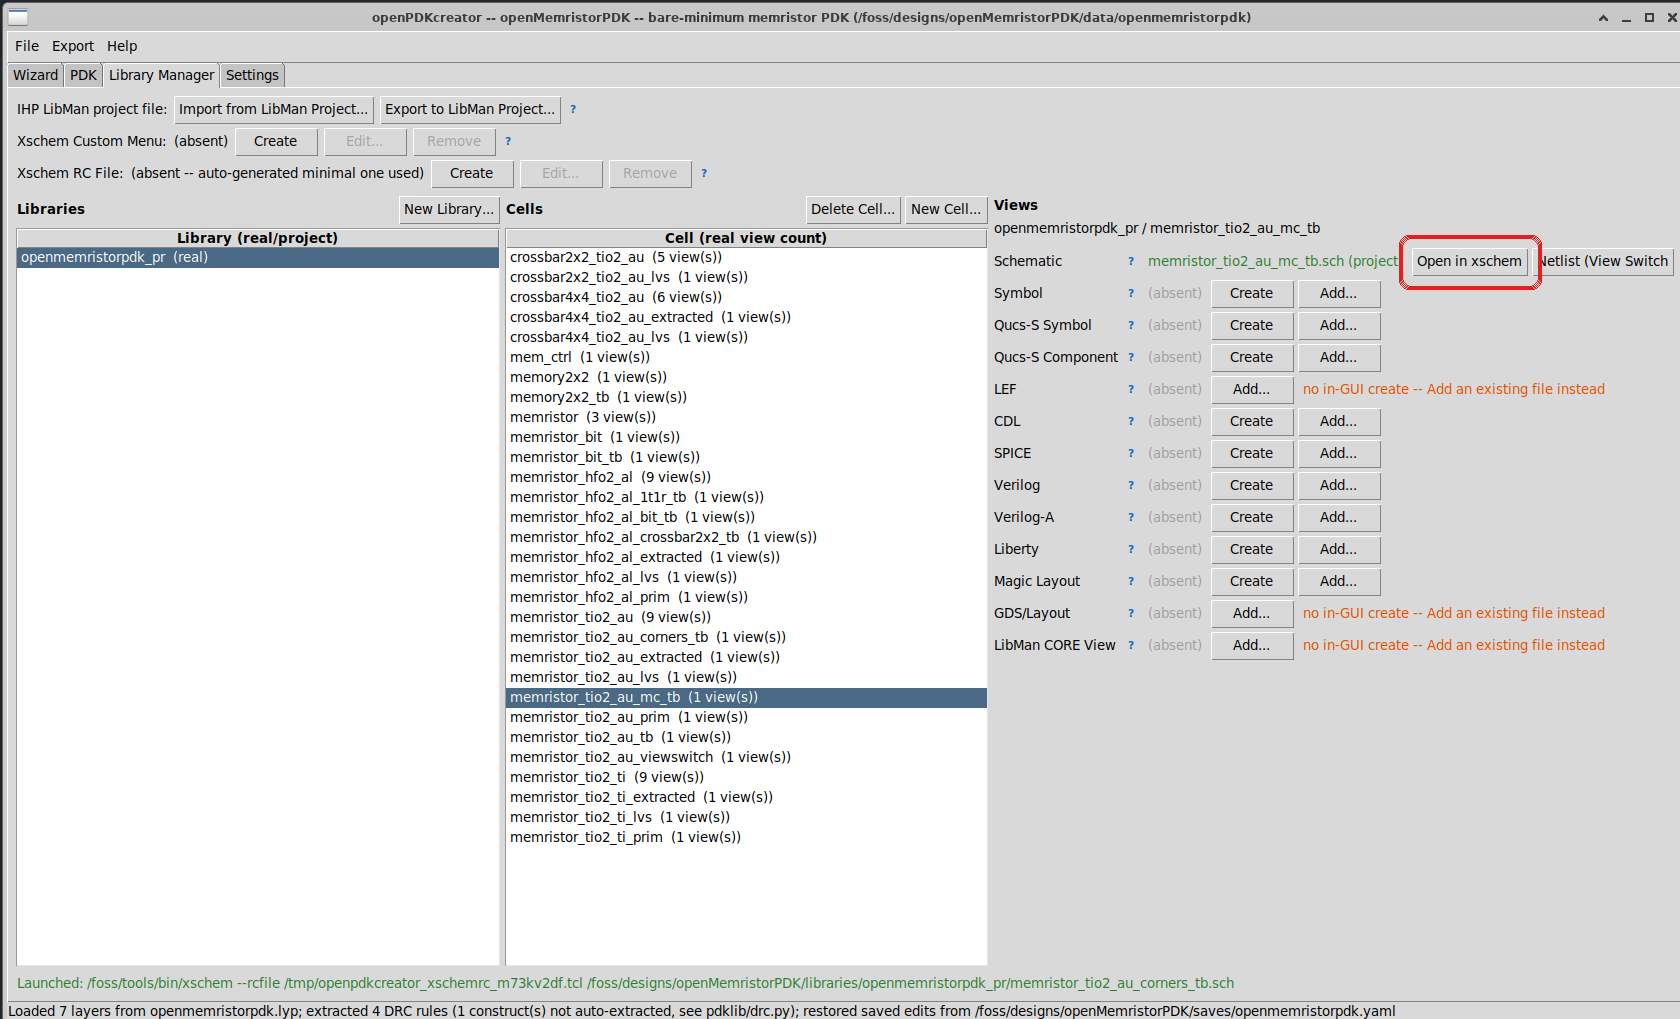 openPDKcreator -- openMemristorPDK -- bare-minimum memristor PDK (/foss/designs/openMemristorPDK/data/openmemristorpdk)
File Export Help
Wizard PDK Library Manager Settings
IHP LibMan project file: Import from LibMan Project... Export to LibMan Project... ?
Xschem Custom Menu: (absent) Create Edit... Remove ?
Xschem RC File: (absent -- auto-generated minimal one used) Create Edit... Remove ?
Libraries New Library...
Library (real/project)
openmemristorpdk_pr (real)
Cells Delete Cell... New Cell...
Cell (real view count)
crossbar2x2_tio2_au (5 view(s))
crossbar2x2_tio2_au_lvs (1 view(s))
crossbar4x4_tio2_au (6 view(s))
crossbar4x4_tio2_au_extracted (1 view(s))
crossbar4x4_tio2_au_lvs (1 view(s))
mem_ctrl (1 view(s))
memory2x2 (1 view(s))
memory2x2_tb (1 view(s))
memristor (3 view(s))
memristor_bit (1 view(s))
memristor_bit_tb (1 view(s))
memristor_hfo2_al (9 view(s))
memristor_hfo2_al_1t1r_tb (1 view(s))
memristor_hfo2_al_bit_tb (1 view(s))
memristor_hfo2_al_crossbar2x2_tb (1 view(s))
memristor_hfo2_al_extracted (1 view(s))
memristor_hfo2_al_lvs (1 view(s))
memristor_hfo2_al_prim (1 view(s))
memristor_tio2_au (9 view(s))
memristor_tio2_au_corners_tb (1 view(s))
memristor_tio2_au_extracted (1 view(s))
memristor_tio2_au_lvs (1 view(s))
memristor_tio2_au_mc_tb (1 view(s))
memristor_tio2_au_prim (1 view(s))
memristor_tio2_au_tb (1 view(s))
memristor_tio2_au_viewswitch (1 view(s))
memristor_tio2_ti (9 view(s))
memristor_tio2_ti_extracted (1 view(s))
memristor_tio2_ti_lvs (1 view(s))
memristor_tio2_ti_prim (1 view(s))
Views
openmemristorpdk_pr / memristor_tio2_au_mc_tb
Schematic ? memristor_tio2_au_mc_tb.sch (project Open in xschem Netlist (View Switch
Symbol ? (absent) Create Add...
Qucs-S Symbol ? (absent) Create Add...
Qucs-S Component ? (absent) Create Add...
LEF ? (absent) Add... no in-GUI create -- Add an existing file instead
CDL ? (absent) Create Add...
SPICE ? (absent) Create Add...
Verilog ? (absent) Create Add...
Verilog-A ? (absent) Create Add...
Liberty ? (absent) Create Add...
Magic Layout ? (absent) Create Add...
GDS/Layout ? (absent) Add... no in-GUI create -- Add an existing file instead
LibMan CORE View ? (absent) Add... no in-GUI create -- Add an existing file instead
Launched: /foss/tools/bin/xschem --rcfile /tmp/openpdkcreator_xschemrc_m73kv2df.tcl /foss/designs/openMemristorPDK/libraries/openmemristorpdk_pr/memristor_tio2_au_corners_tb.sch
Loaded 7 layers from openmemristorpdk.lyp; extracted 4 DRC rules (1 construct(s) not auto-extracted, see pdklib/drc.py); restored saved edits from /foss/designs/openMemristorPDK/saves/openmemristorpdk.yaml